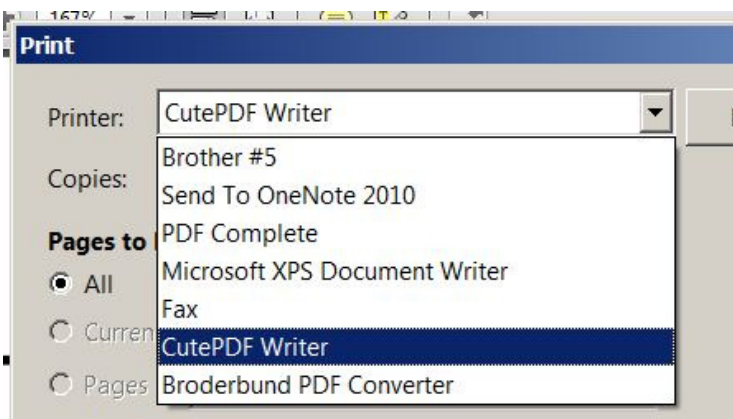 167%
Print
Printer: CutePDF Writer
Brother #5
Copies:
Send To OneNote 2010
Pages to PDF Complete
Microsoft XPS Document Writer
All
Fax
CutePDF Writer
Pages Broderbund PDF Converter